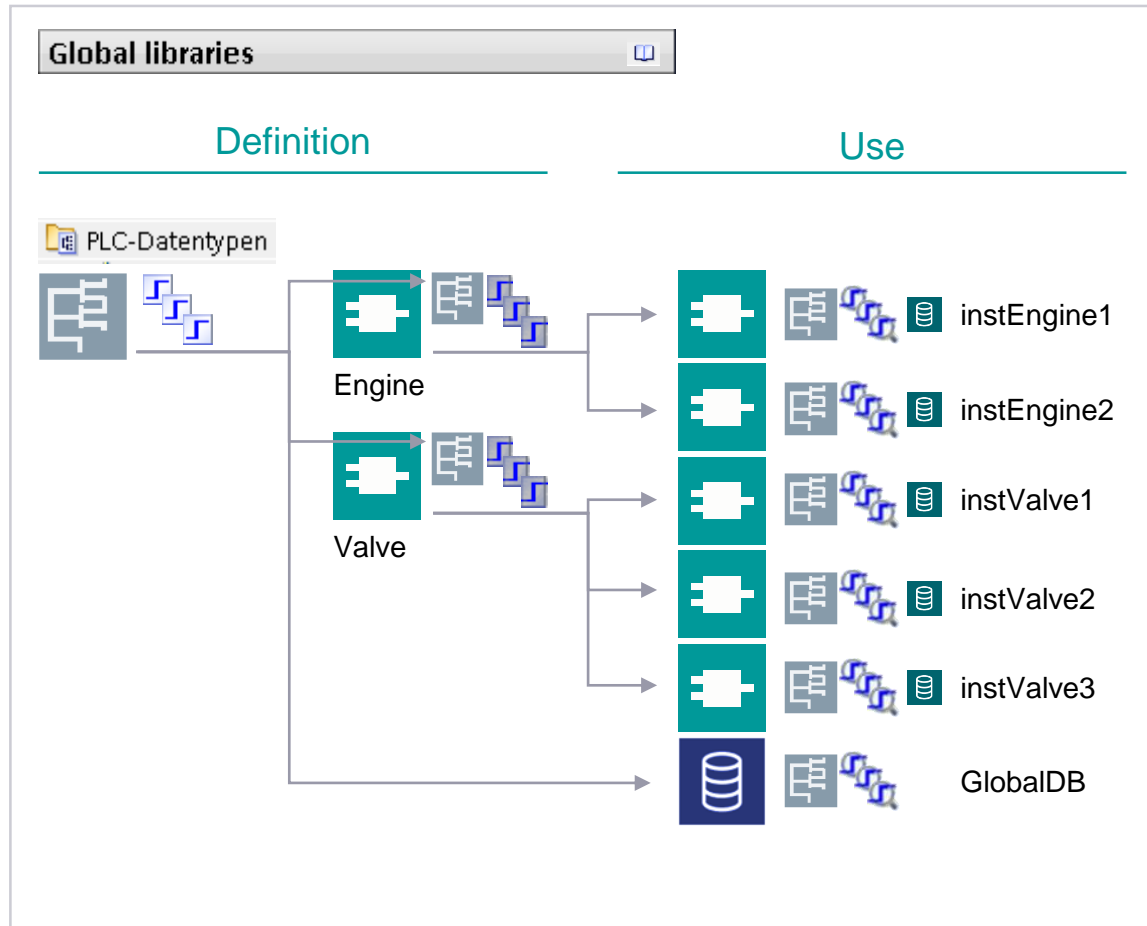 Global libraries
Definition
Use
PLC-Datentypen
Engine
Valve
instEngine1
instEngine2
instValve1
instValve2
instValve3
GlobalDB